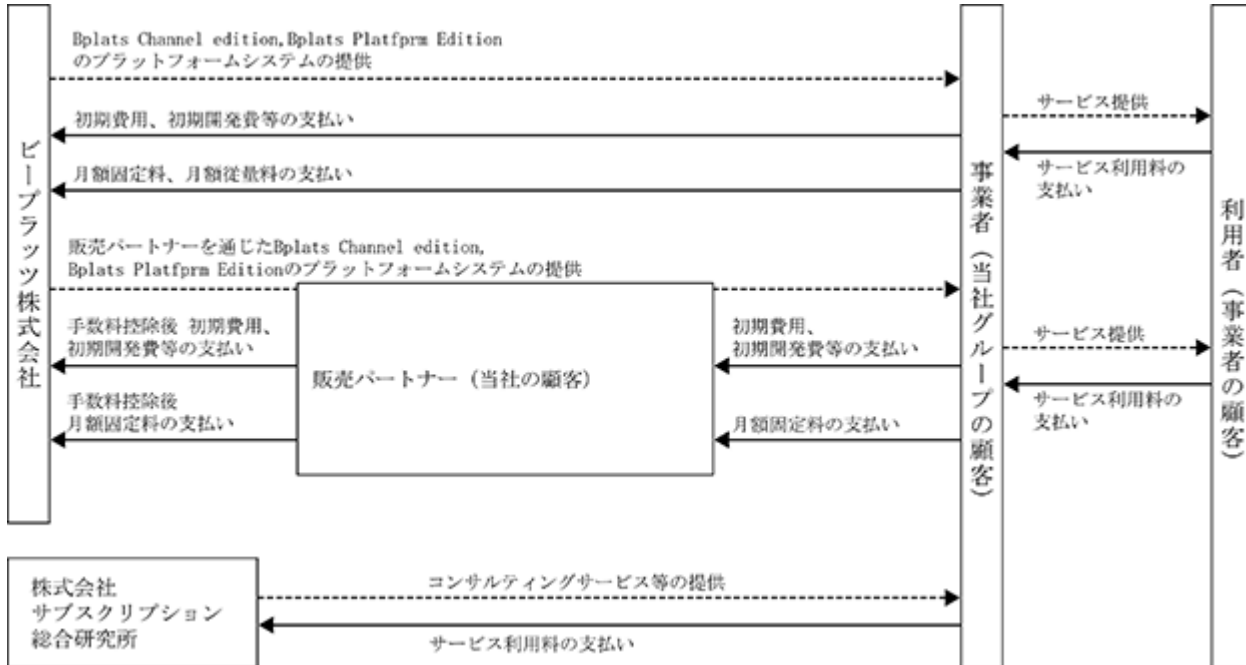 Bplats Channel edition,Bplats Platfprm Edition
のプラットフォームシステムの提供
初期費用、初期開発費等の支払い
月額固定料、月額従量料の支払い
販売パートナーを通じたBplats Channel edition,
Bplats Platfprm Editionのプラットフォームシステムの提供
手数料控除後 初期費用、
初期開発費等の支払い
手数料控除後
月額固定料の支払い
販売パートナー（当社の顧客）
初期費用、
初期開発費等の支払い
月額固定料の支払い
ビープラッツ株式会社
事業者（当社グループの顧客）
サービス提供
サービス利用料の
支払い
サービス提供
サービス利用料の
支払い
利用者（事業者の顧客）
株式会社
サブスクリプション
総合研究所
コンサルティングサービス等の提供
サービス利用料の支払い